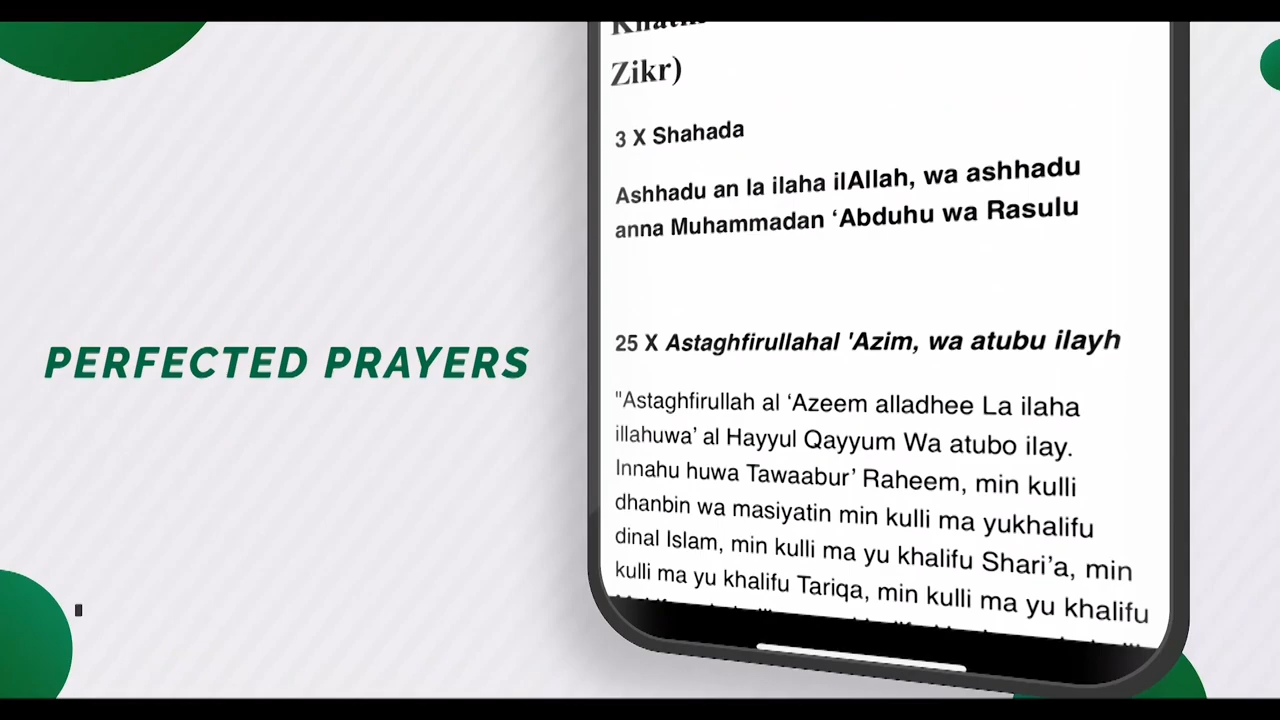 PERFECTED PRAYERS
Zikr)
3 X Shahada
Ashhadu an la ilaha ilAllah, wa ashhadu
anna Muhammadan ‘Abduhu wa Rasulu
25 X Astaghfirullahal 'Azim, wa atubu ilayh
"Astaghfirullah al ‘Azeem alladhee La ilaha
illahuwa’ al Hayyul Qayyum Wa atubo ilay.
Innahu huwa Tawaabur’ Raheem, min kulli
dhanbin wa masiyatin min kulli ma yukhalifu
dinal Islam, min kulli ma yu khalifu Shari’a, min
kulli ma yu khalifu Tariqa, min kulli ma yu khalifu